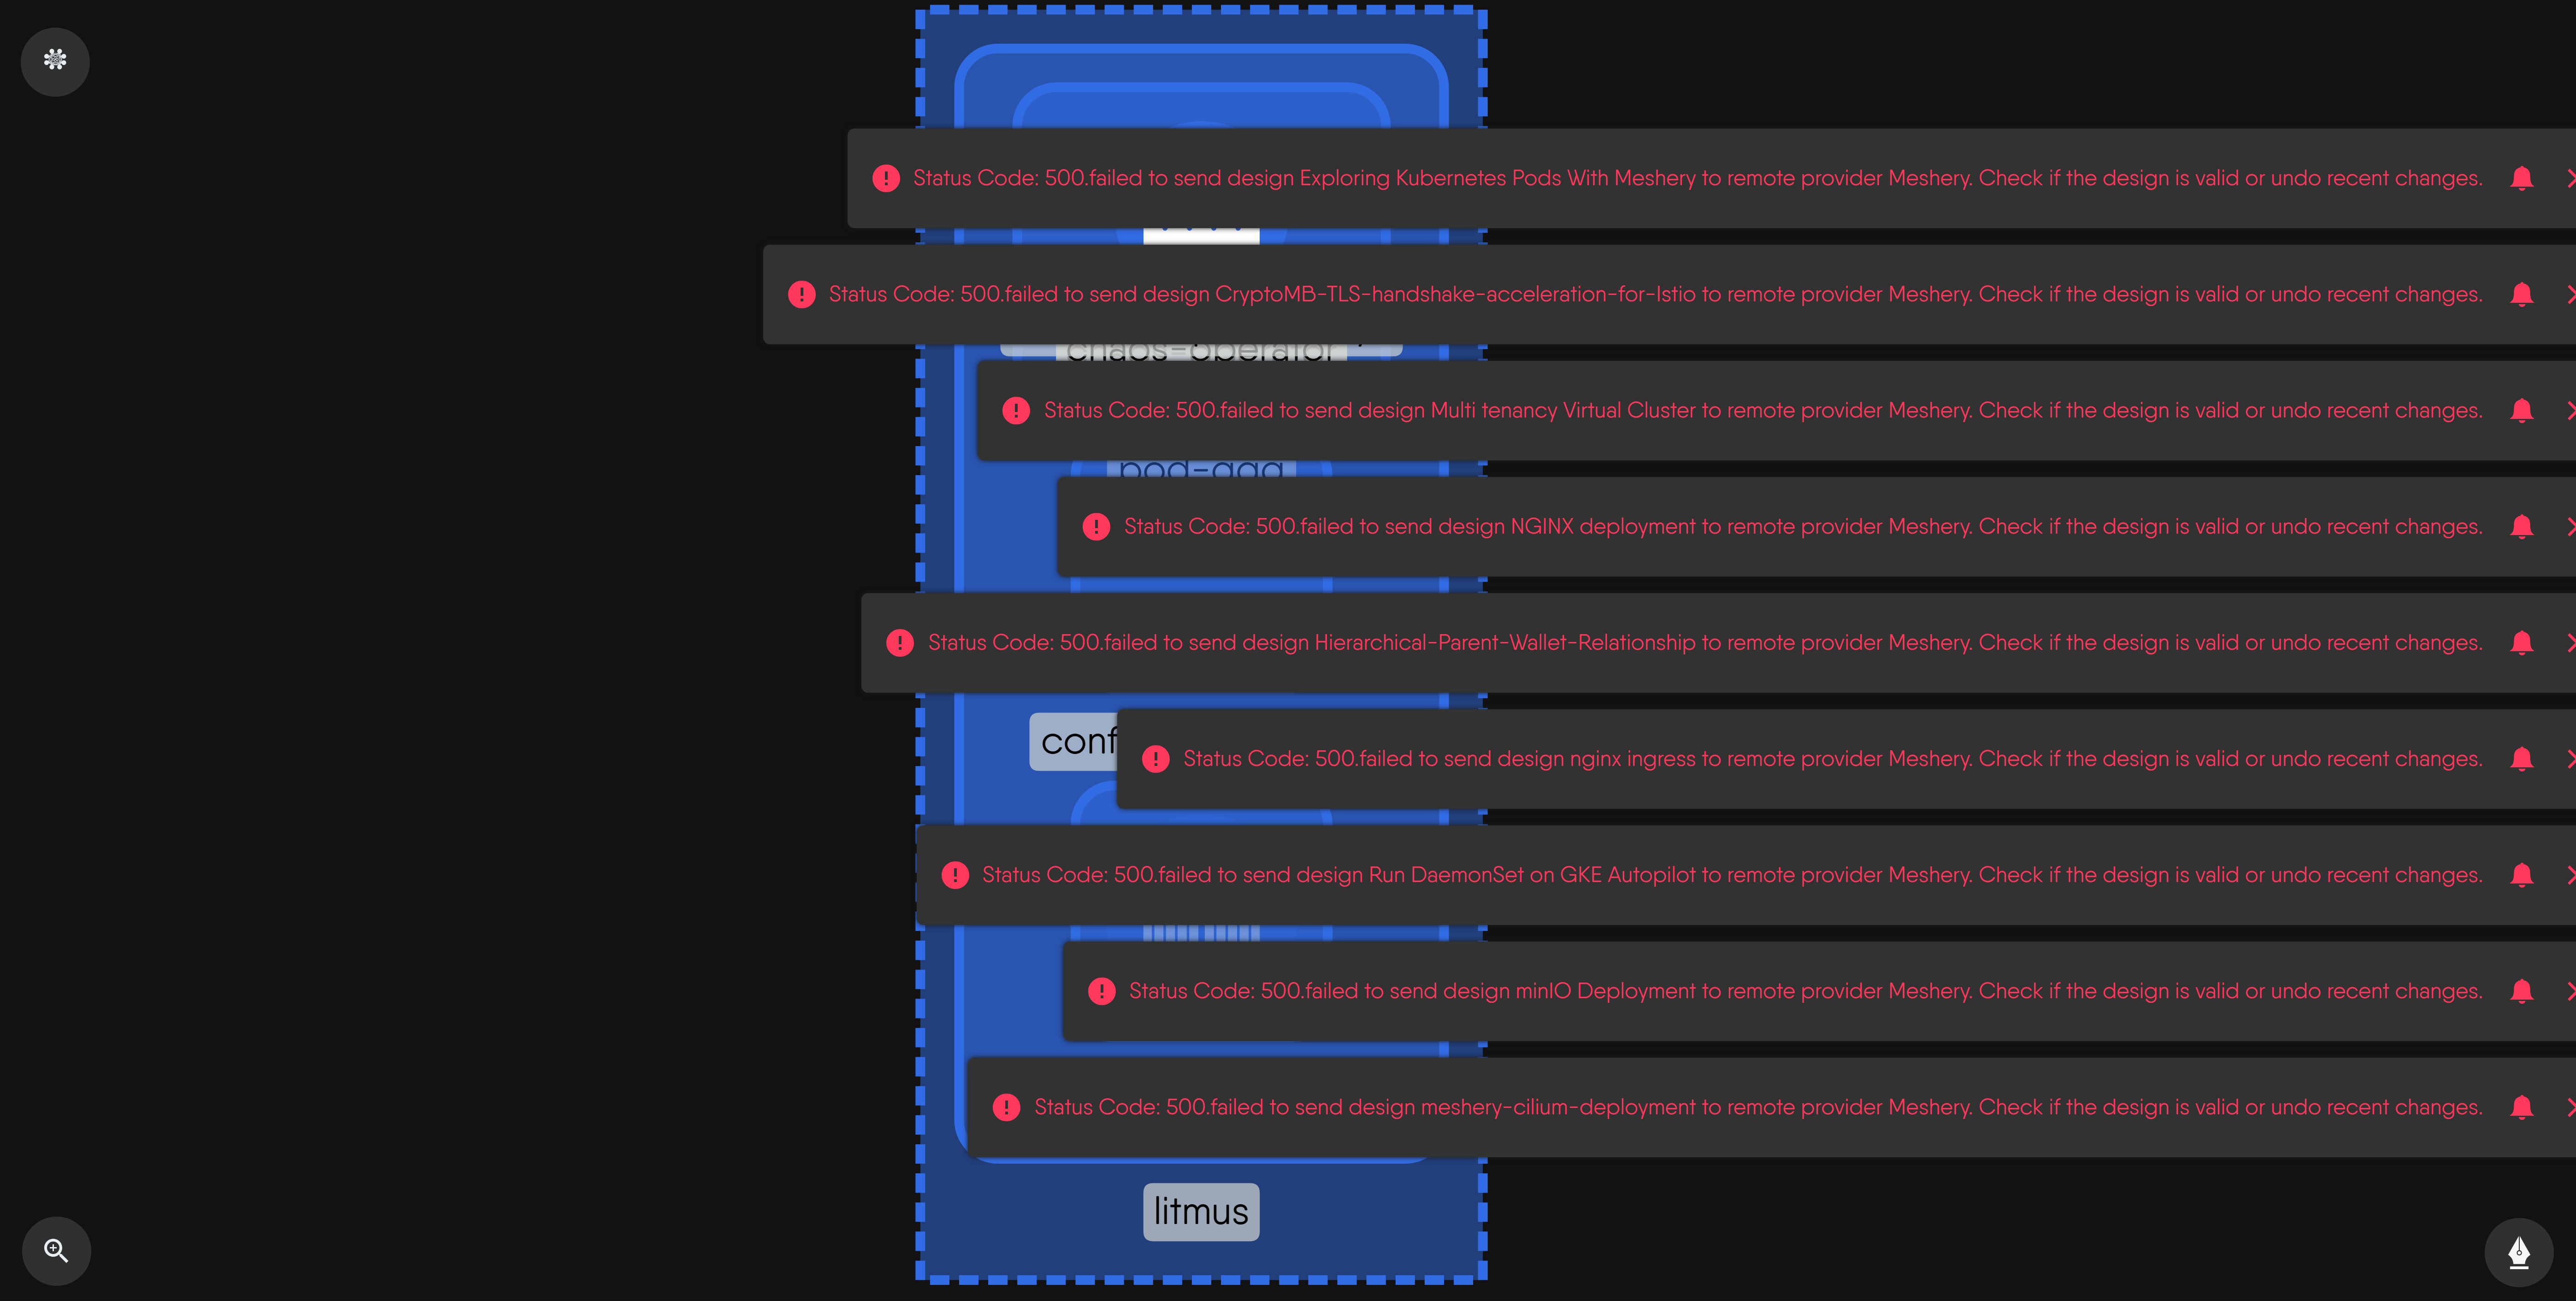 Status Code: 500.failed to send design Exploring Kubernetes Pods With Meshery to remote provider Meshery. Check if the design is valid or undo recent changes.
Status Code: 500.failed to send design CryptoMB-TLS-handshake-acceleration-for-Istio to remote provider Meshery. Check if the design is valid or undo recent changes.
chaos-operator
Status Code: 500.failed to send design Multi tenancy Virtual Cluster to remote provider Meshery. Check if the design is valid or undo recent changes.
Status Code: 500.failed to send design NGINX deployment to remote provider Meshery. Check if the design is valid or undo recent changes.
Status Code: 500.failed to send design Hierarchical-Parent-Wallet-Relationship to remote provider Meshery. Check if the design is valid or undo recent changes.
conf
Status Code: 500.failed to send design nginx ingress to remote provider Meshery. Check if the design is valid or undo recent changes.
Status Code: 500.failed to send design Run DaemonSet on GKE Autopilot to remote provider Meshery. Check if the design is valid or undo recent changes.
Status Code: 500.failed to send design minIO Deployment to remote provider Meshery. Check if the design is valid or undo recent changes.
Status Code: 500.failed to send design meshery-cilium-deployment to remote provider Meshery. Check if the design is valid or undo recent changes.
litmus